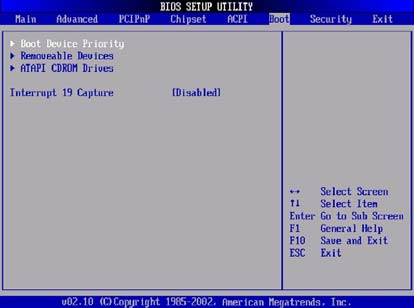 BIOS SETUP UTILITY
Main Advanced PCIPnP Chipset ACPI Boot Security Exit
Boot Device Priority
Removeable Devices
ATAPI CDROM Drives
Interrupt 19 Capture [Disabled]
↔ Select Screen
↑↓ Select Item
Enter Go to Sub Screen
F1 General Help
F10 Save and Exit
ESC Exit
v02.10 (C)Copyright 1985-2002, American Megatrends, Inc.